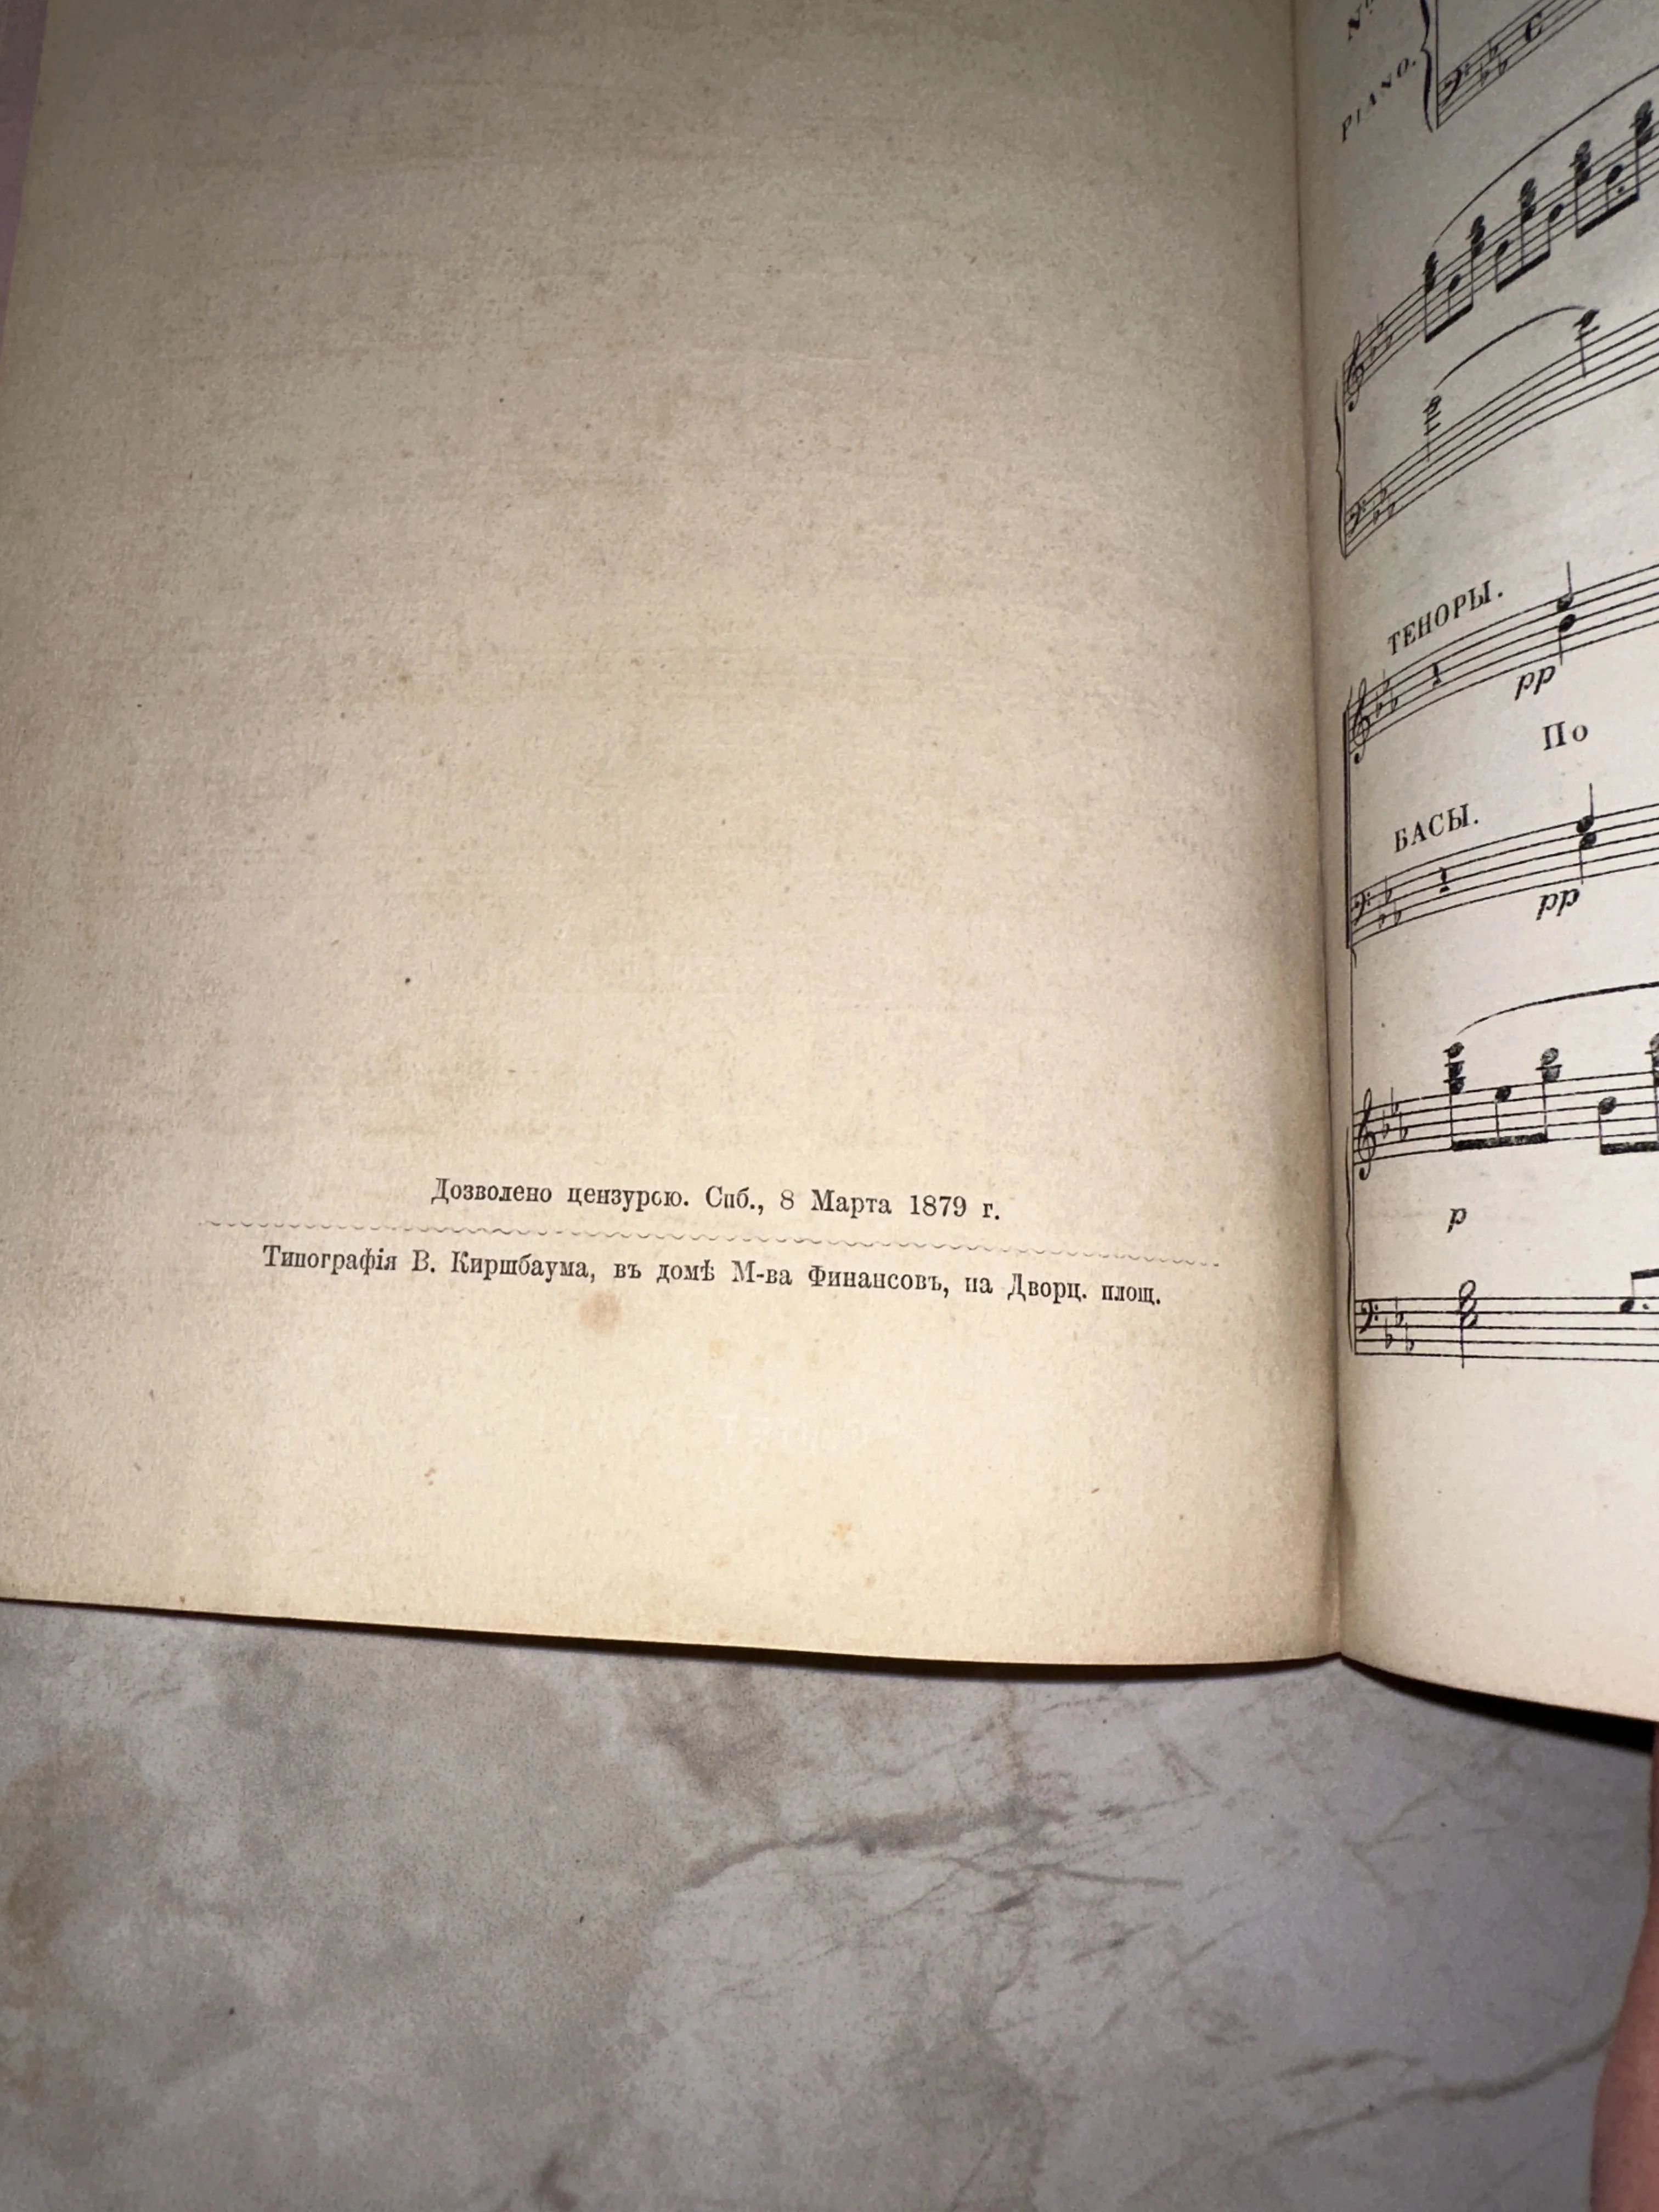 Дозволено цензурою. Спб., 8 Марта 1879 г.
Типографія В. Киршбаума, въ домѣ М-ва Финансовъ, на Дворц. площ.
PIANO.
ТЕНОРЫ.
pp
По
БАСЫ.
pp
p